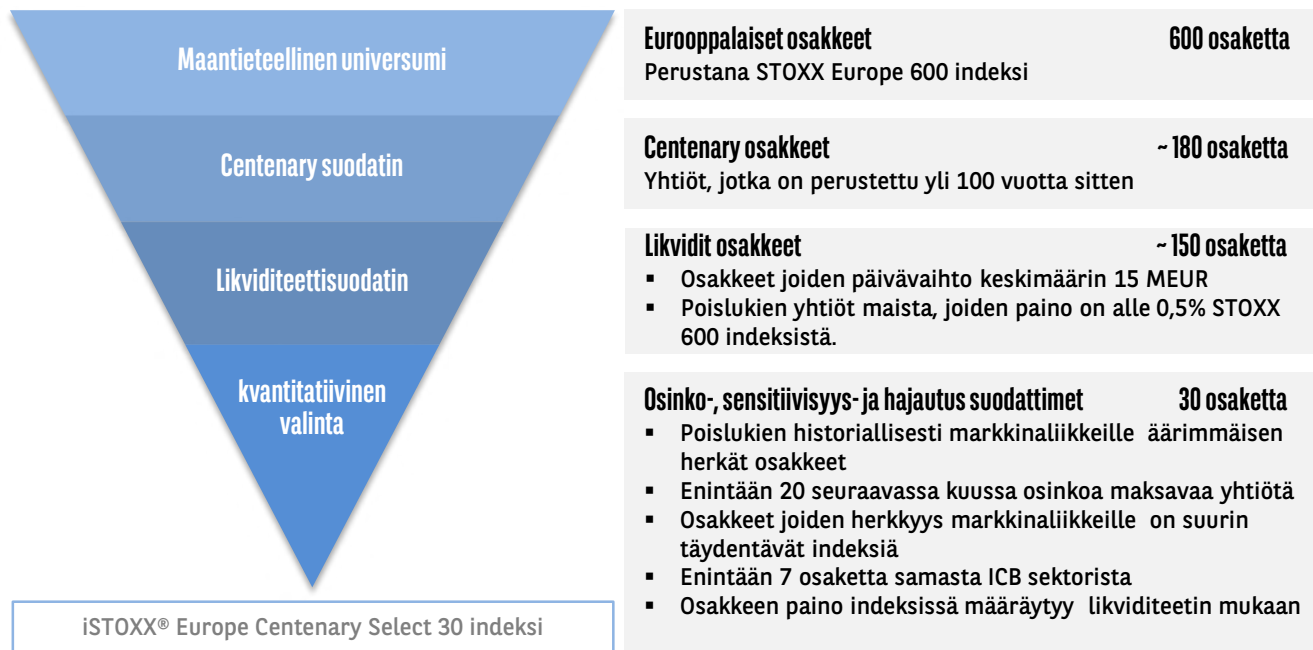 Maantieteellinen universumi
Eurooppalaiset osakkeet 600 osaketta
Perustana STOXX Europe 600 indeksi
Centenary suodatin
Centenary osakkeet ~ 180 osaketta
Yhtiöt, jotka on perustettu yli 100 vuotta sitten
Likviditeettisuodatin
Likvidit osakkeet ~ 150 osaketta
▪ Osakkeet joiden päivävaihto keskimäärin 15 MEUR
▪ Poislukien yhtiöt maista, joiden paino on alle 0,5% STOXX
600 indeksistä.
kvantitatiivinen
valinta
Osinko-, sensitiivisyys- ja hajautus suodattimet 30 osaketta
▪ Poislukien historiallisesti markkinaliikkeille äärimmäisen
herkät osakkeet
▪ Enintään 20 seuraavassa kuussa osinkoa maksavaa yhtiötä
▪ Osakkeet joiden herkkyys markkinaliikkeille on suurin
täydentävät indeksiä
▪ Enintään 7 osaketta samasta ICB sektorista
▪ Osakkeen paino indeksissä määräytyy likviditeetin mukaan
iSTOXX® Europe Centenary Select 30 indeksi